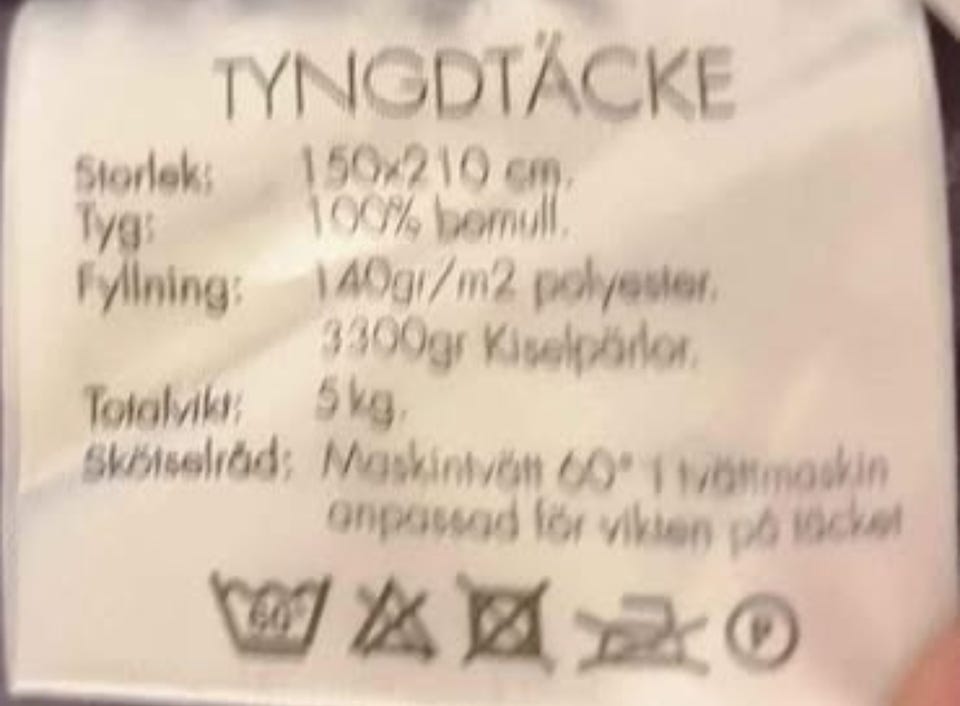 TYNGDTÄCKE
Storlek: 150x210 cm.
Tyg: 100% bomull.
Fyllning: 140gr/m2 polyester.
3300gr Kiselpärlor.
Totalvikt: 5 kg.
Skötselråd: Maskintvätt 60° i tvättmaskin
anpassad för vikten på täcket
60° P